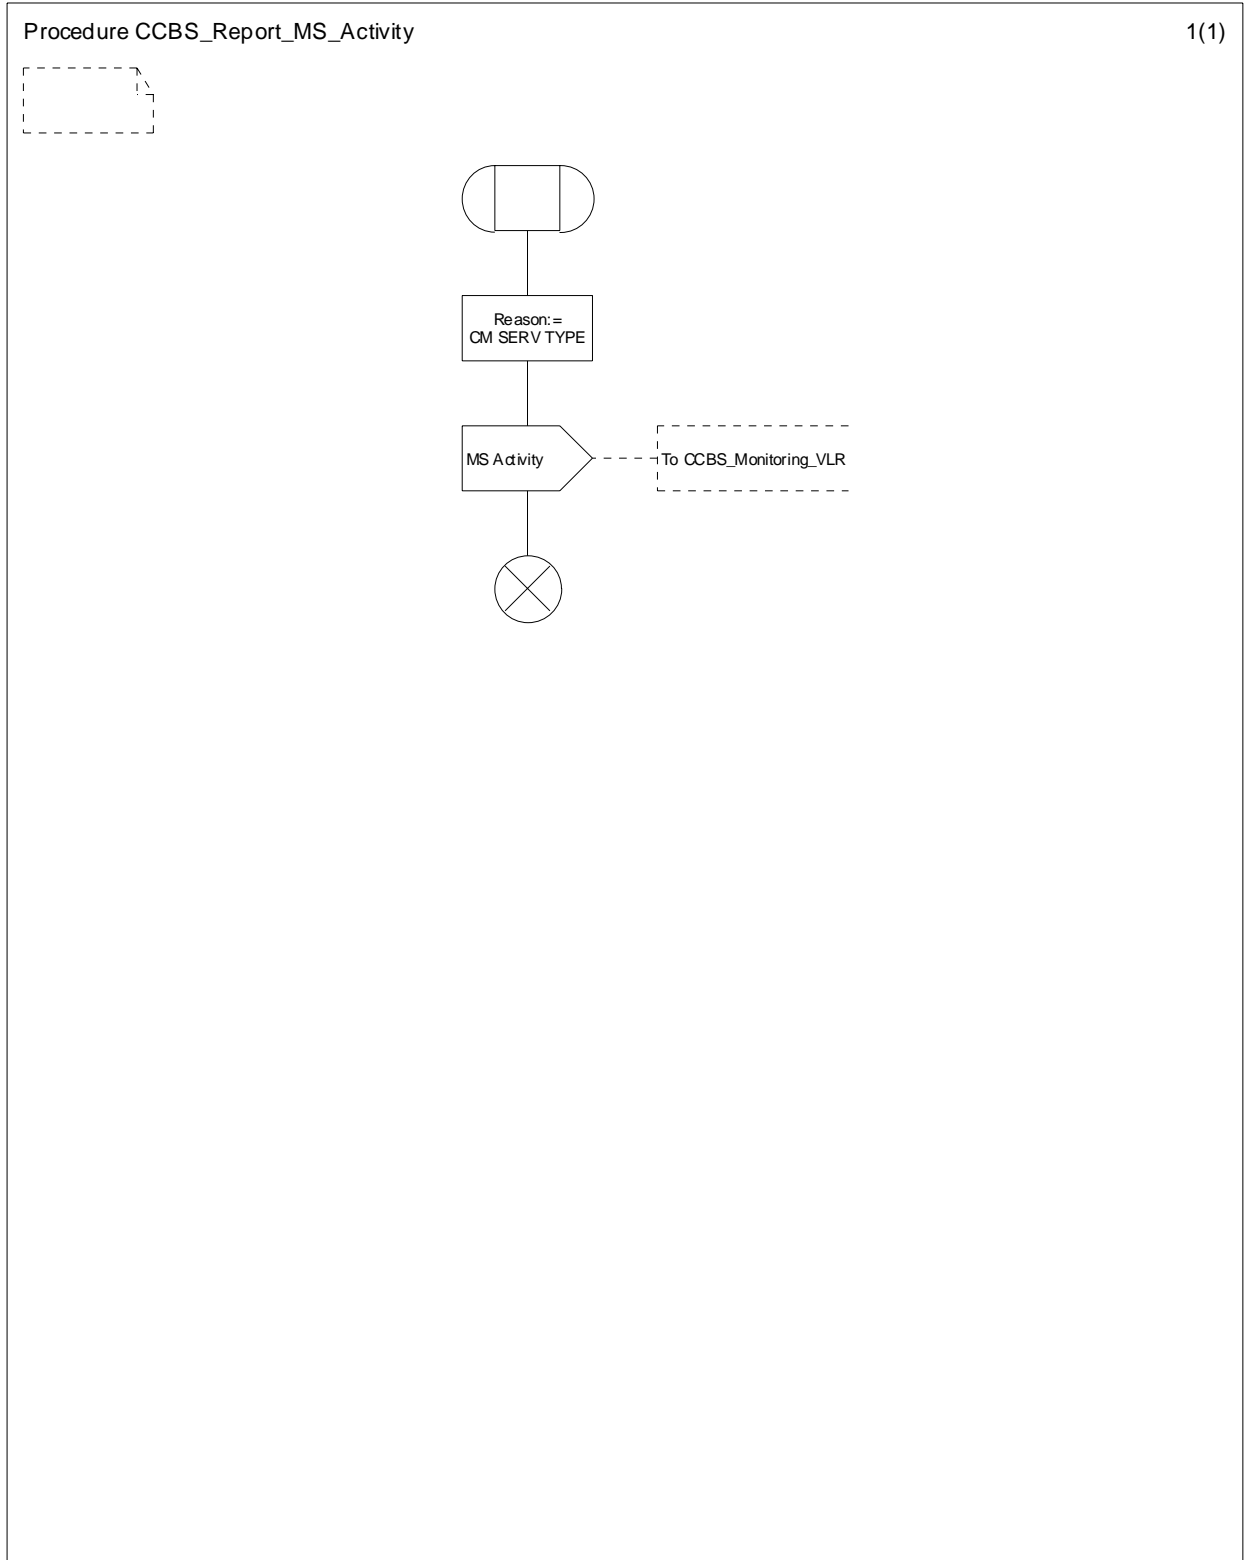 Procedure CCBS_Report_MS_Activity
1(1)
Reason:=
CM SERV TYPE
MS Activity
To CCBS_Monitoring_VLR